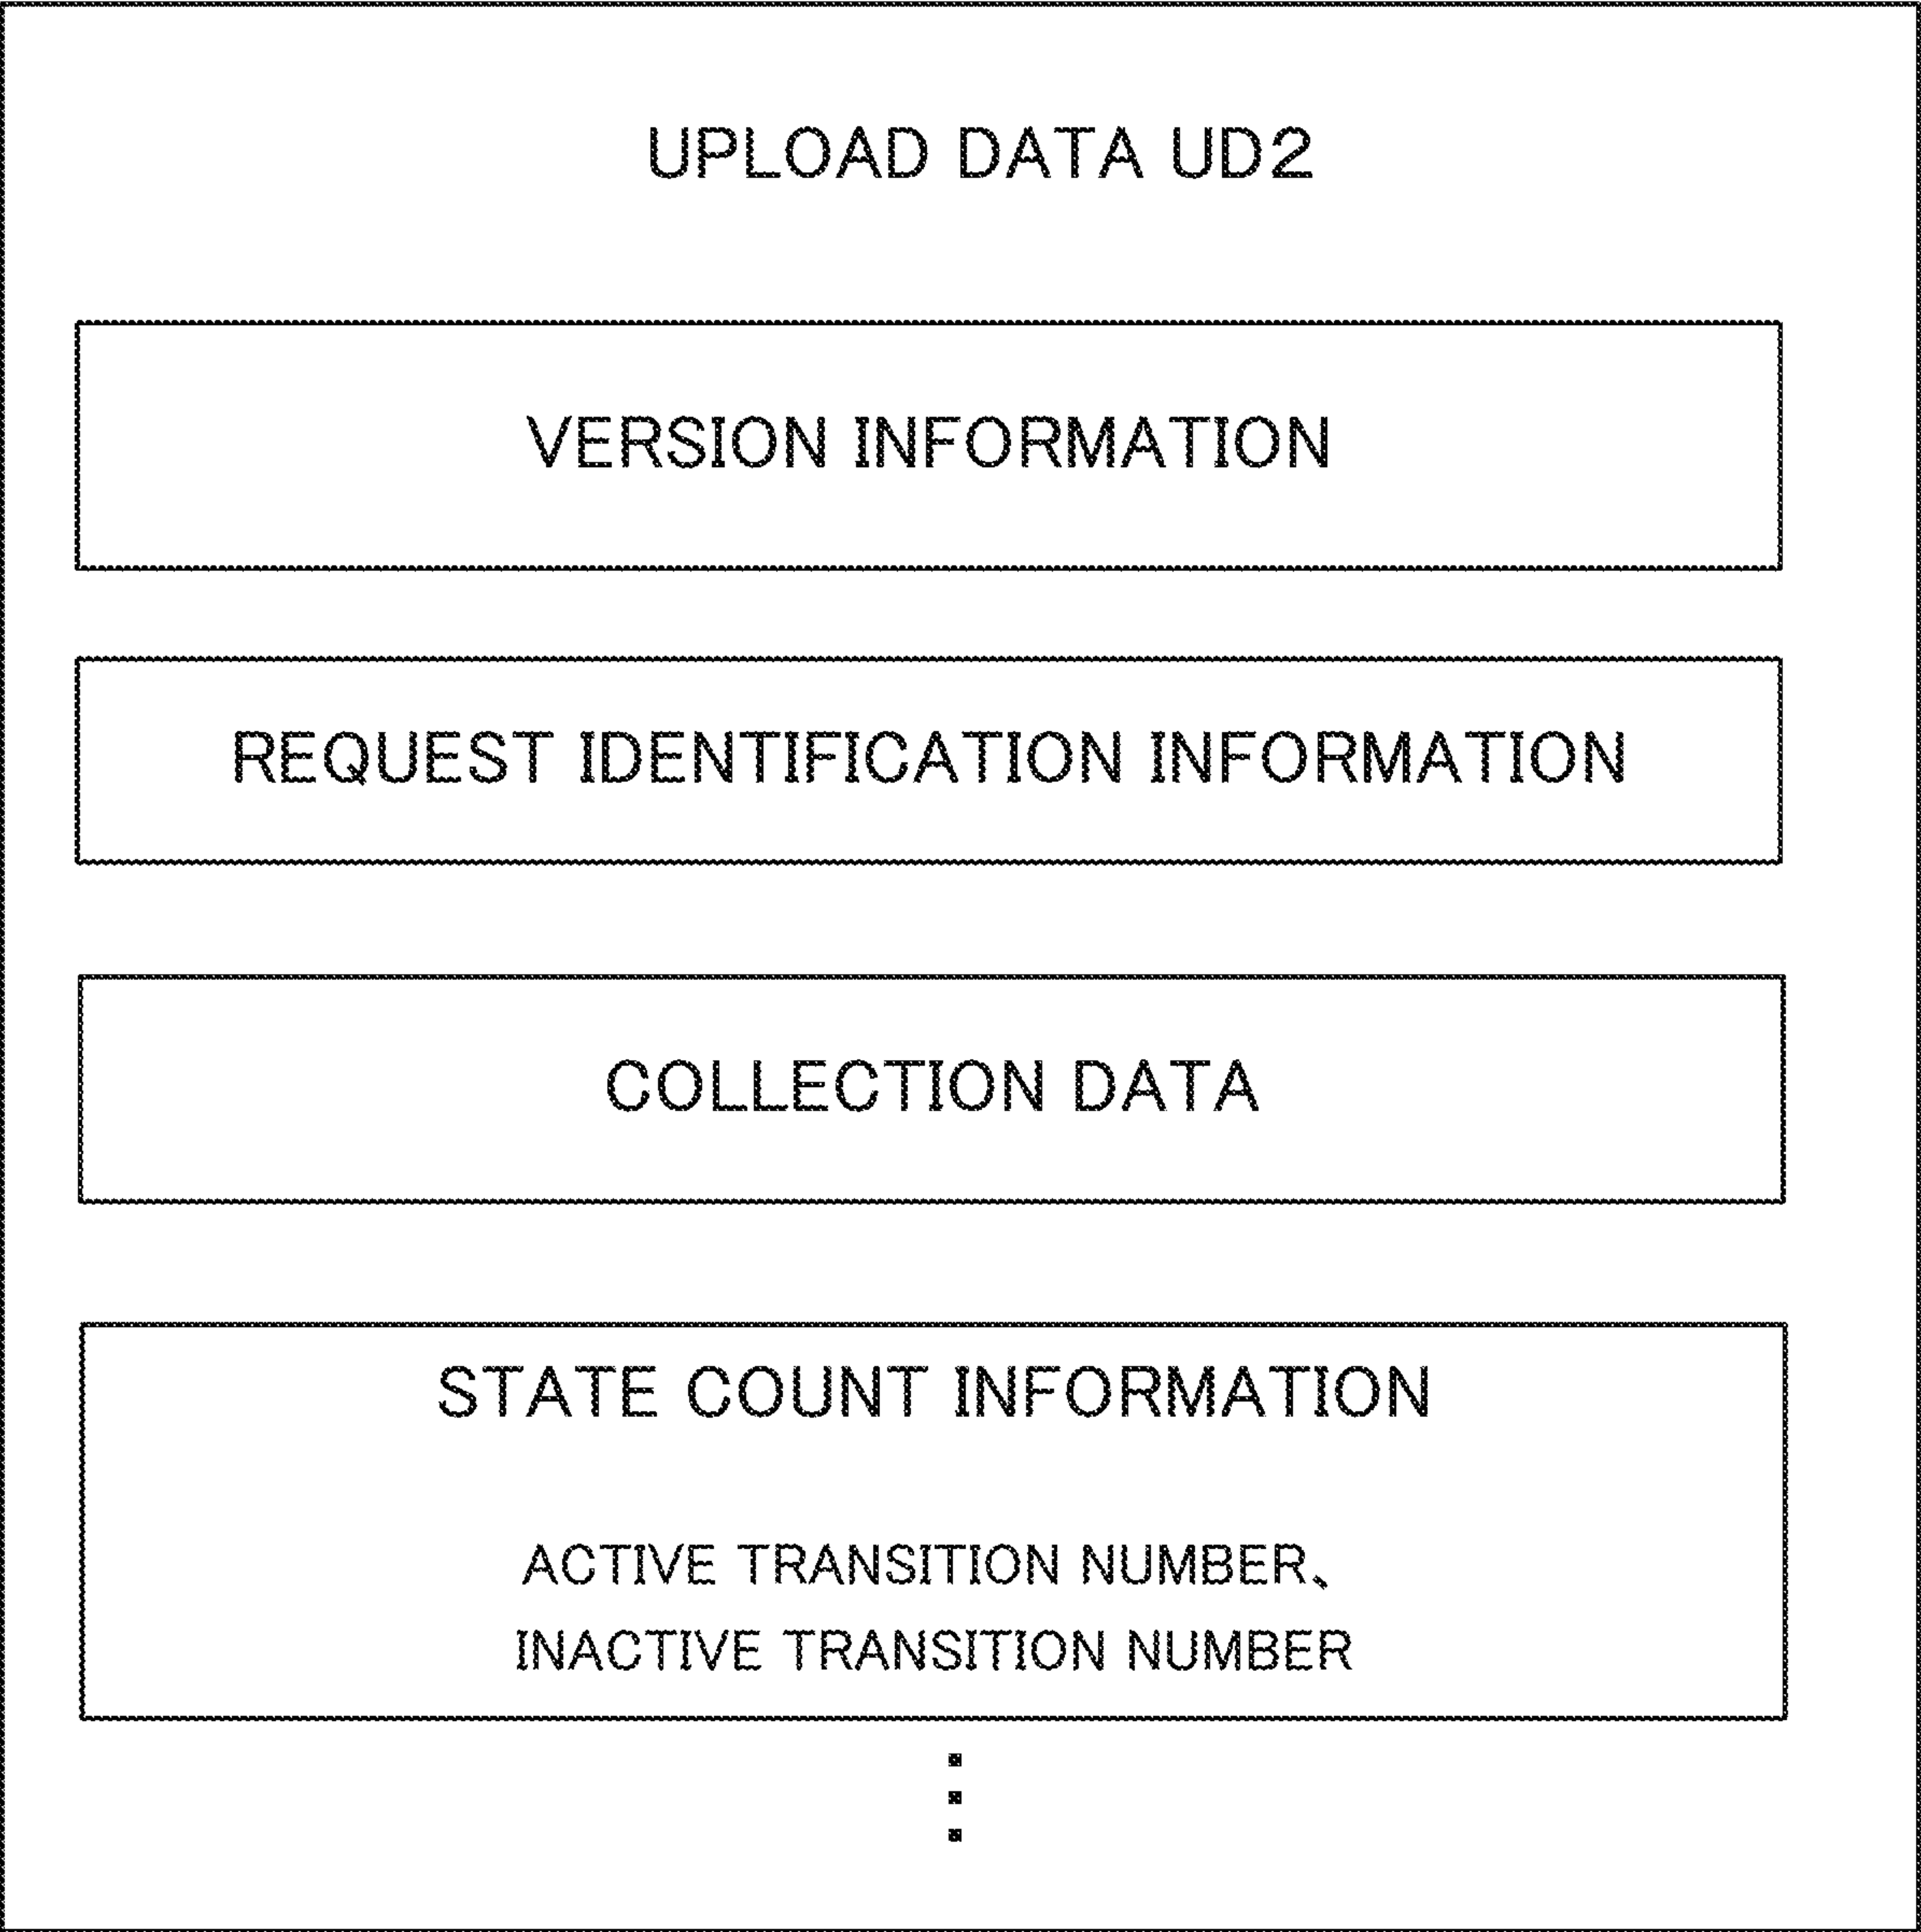 UPLOAD DATA UD2
VERSION INFORMATION
REQUEST IDENTIFICATION INFORMATION
COLLECTION DATA
STATE COUNT INFORMATION
ACTIVE TRANSITION NUMBER、
INACTIVE TRANSITION NUMBER